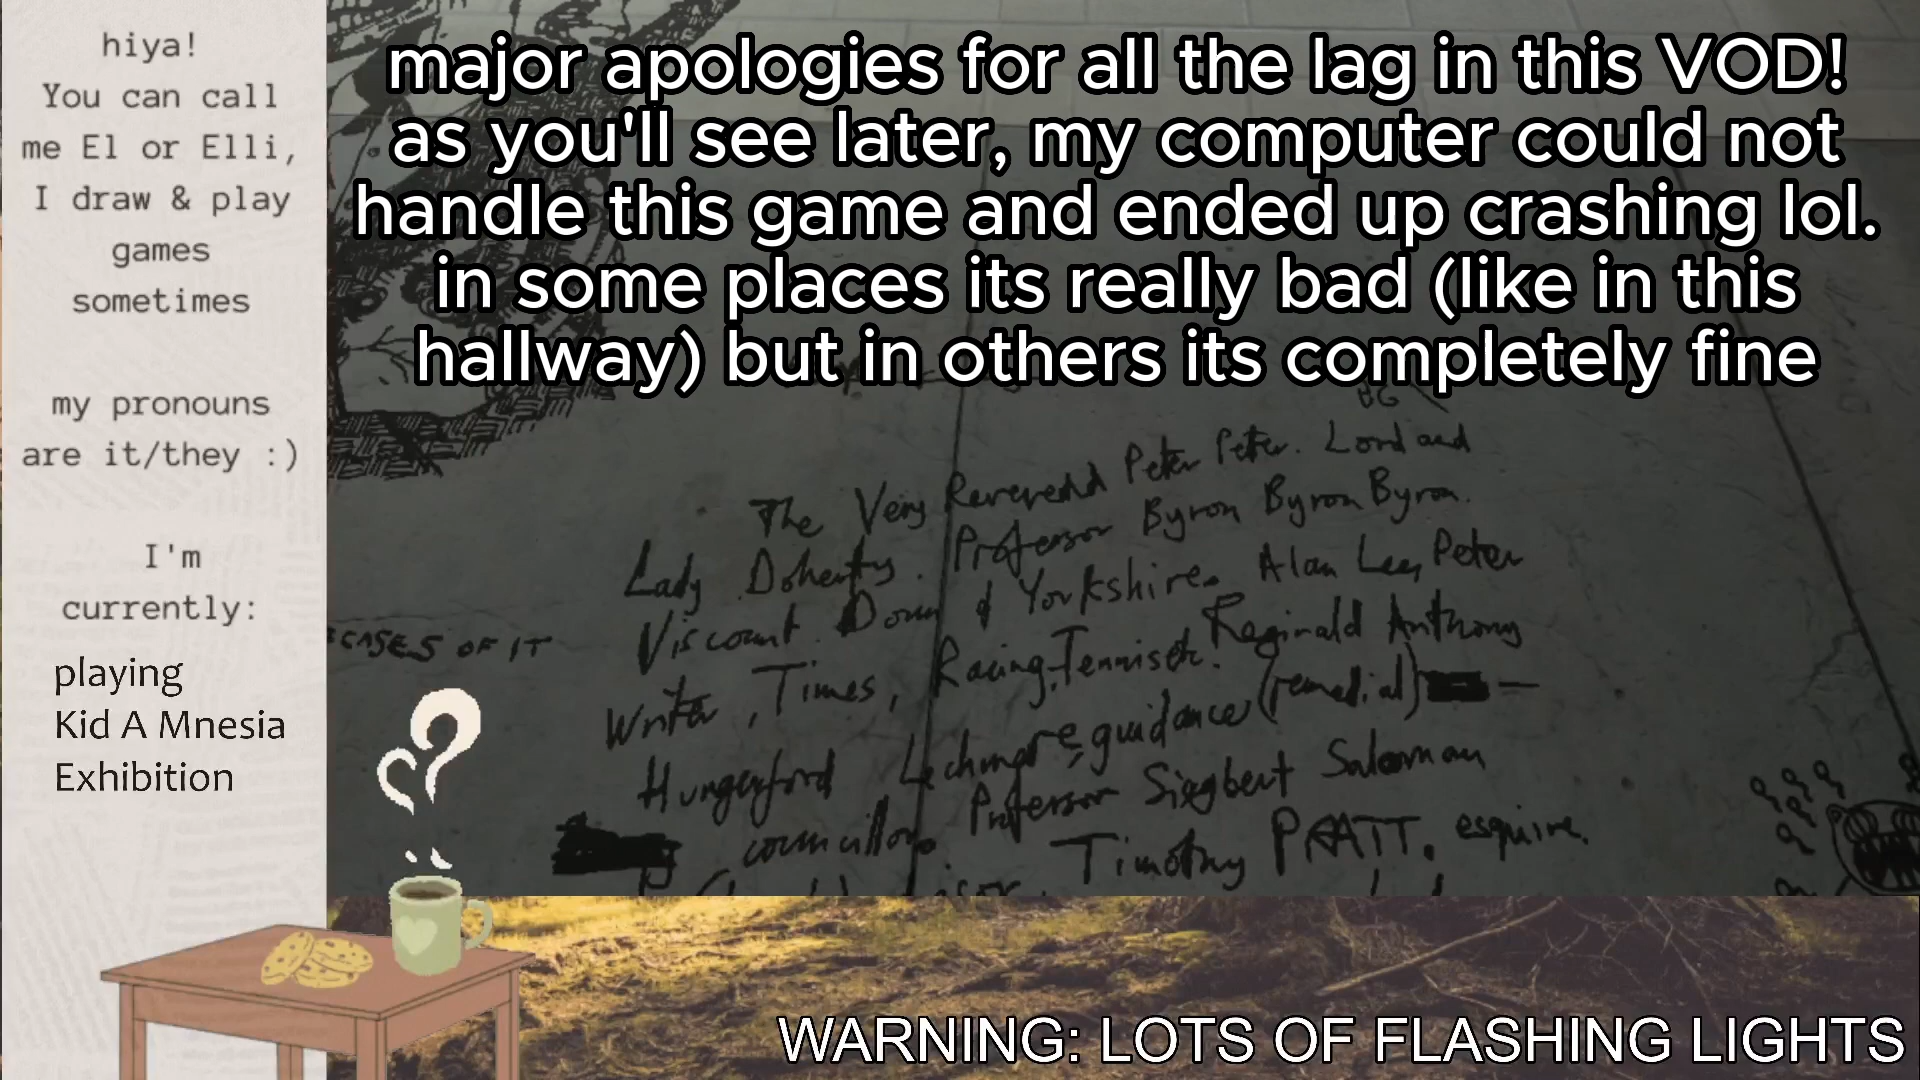 hiya!
You can call
me El or Elli,
I draw & play
games
sometimes
my pronouns
are it/they :)
I'm
currently:
playing
Kid A Mnesia
Exhibition
major apologies for all the lag in this VOD!
as you'll see later, my computer could not
handle this game and ended up crashing lol.
in some places its really bad (like in this
hallway) but in others its completely fine
BG
The Very Reverend Peter Peter. Lord and
Lady Doherty. Professor Byron Byron Byron.
Viscount Down of Yorkshire. Alan Lee, Peter
Writer, Times, Racing, Tennis etc. Reginald Anthony
Hungerford Lechmere, guidance (remedial) —
councillor. Professor Siegbert Salomon
Timothy PRATT. esquire.
CASES OF IT
WARNING: LOTS OF FLASHING LIGHTS